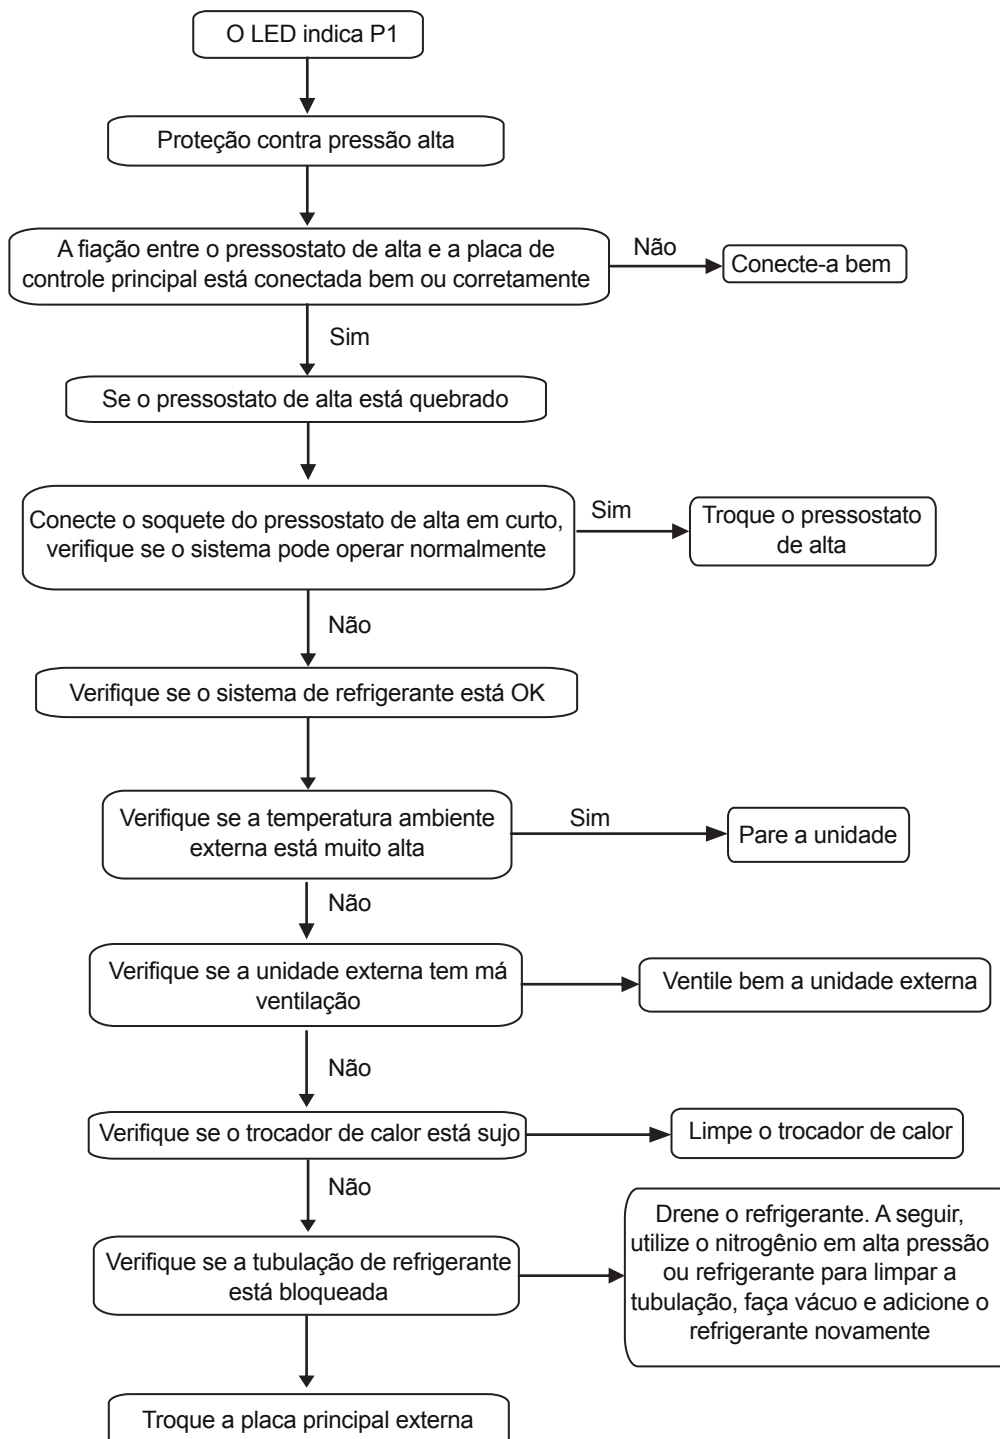 O LED indica P1
Proteção contra pressão alta
A fiação entre o pressostato de alta e a placa de
controle principal está conectada bem ou corretamente
Não
Conecte-a bem
Sim
Se o pressostato de alta está quebrado
Conecte o soquete do pressostato de alta em curto,
verifique se o sistema pode operar normalmente
Sim
Troque o pressostato
de alta
Não
Verifique se o sistema de refrigerante está OK
Verifique se a temperatura ambiente
externa está muito alta
Sim
Pare a unidade
Não
Verifique se a unidade externa tem má
ventilação
Ventile bem a unidade externa
Não
Verifique se o trocador de calor está sujo
Limpe o trocador de calor
Não
Verifique se a tubulação de refrigerante
está bloqueada
Drene o refrigerante. A seguir,
utilize o nitrogênio em alta pressão
ou refrigerante para limpar a
tubulação, faça vácuo e adicione o
refrigerante novamente
Troque a placa principal externa